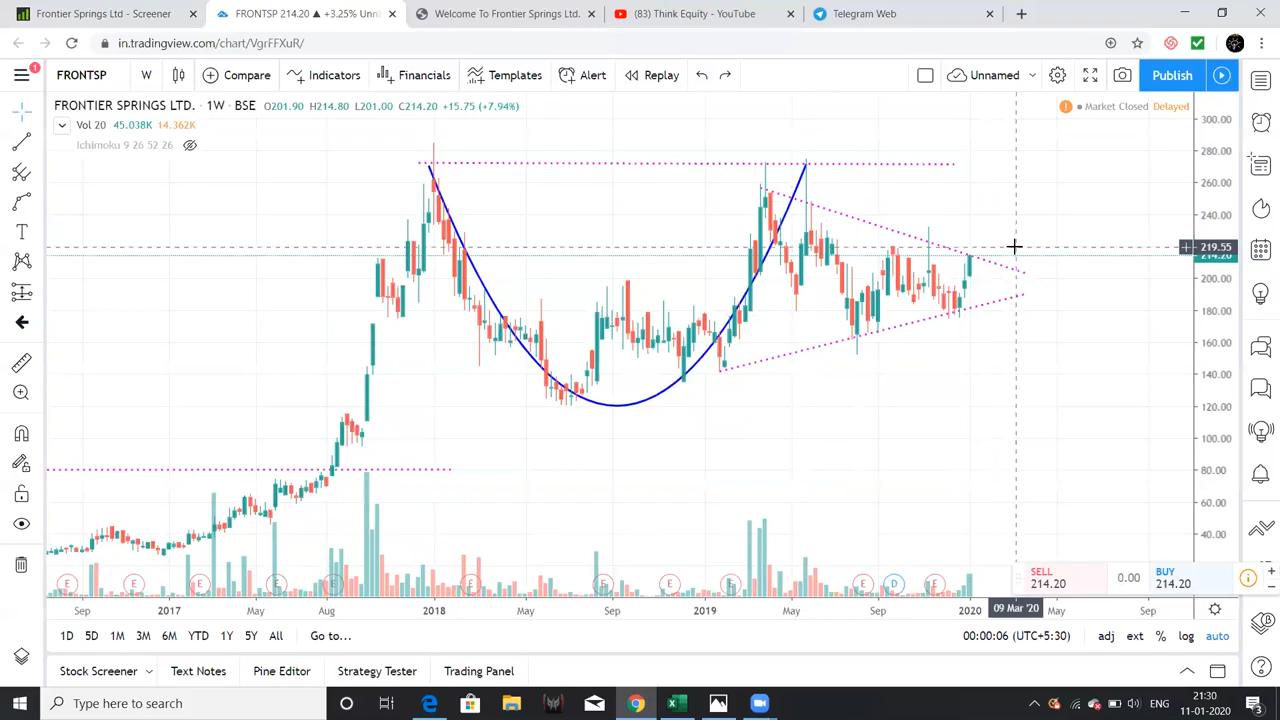 Frontier Springs Ltd - Screener
FRONTSP 214.20 ▲ +3.25% Unna
Welcome To Frontier Springs Ltd.
(83) Think Equity - YouTube
Telegram Web
in.tradingview.com/chart/VgrFFXuR/
1
FRONTSP
W
Compare
Indicators
Financials
Templates
Alert
Replay
Unnamed
Publish
FRONTIER SPRINGS LTD. · 1W · BSE O201.90 H214.80 L201.00 C214.20 +15.75 (+7.94%)
Market Closed Delayed
Vol 20 45.038K 14.362K
Ichimoku 9 26 52 26
300.00
280.00
260.00
240.00
219.55
214.20
200.00
180.00
160.00
140.00
120.00
100.00
80.00
60.00
40.00
E E E E E E E E E D E
SELL
214.20
0.00
BUY
214.20
Sep 2017 May Aug 2018 May Sep 2019 May Sep 2020 09 Mar '20 May Sep
1D 5D 1M 3M 6M YTD 1Y 5Y All Go to...
00:00:06 (UTC+5:30) adj ext % log auto
Stock Screener Text Notes Pine Editor Strategy Tester Trading Panel
Type here to search
ENG
21:30
11-01-2020
3